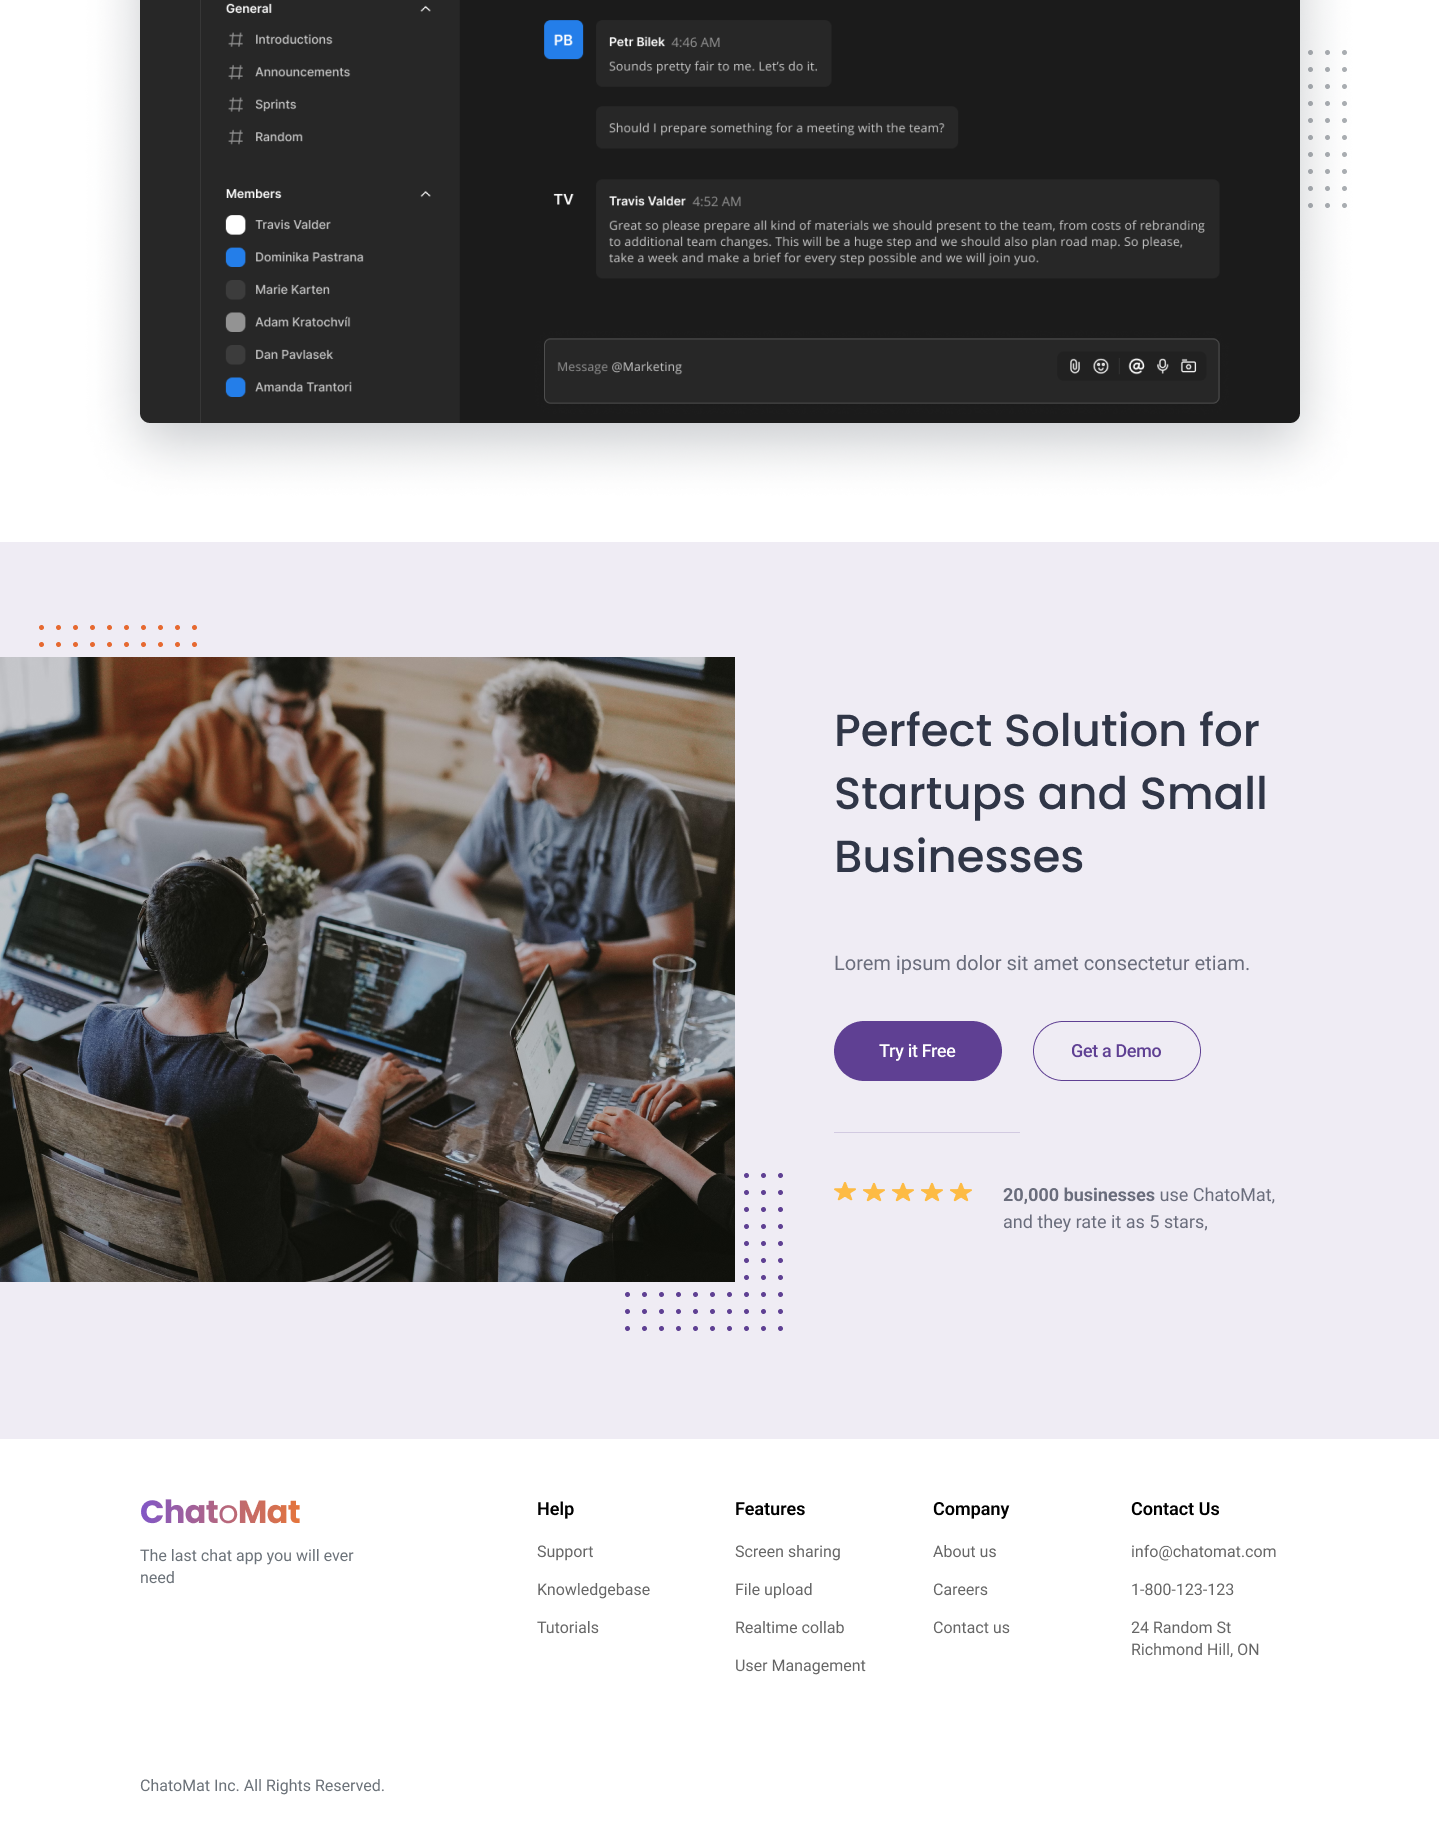 General
Introductions
Announcements
Sprints
Random
Members
Travis Valder
Dominika Pastrana
Marie Karten
Adam Kratochvíl
Dan Pavlasek
Amanda Trantori
PB
Petr Bilek 4:46 AM
Sounds pretty fair to me. Let's do it.
Should I prepare something for a meeting with the team?
TV
Travis Valder 4:52 AM
Great so please prepare all kind of materials we should present to the team, from costs of rebranding
to additional team changes. This will be a huge step and we should also plan road map. So please,
take a week and make a brief for every step possible and we will join yuo.
Message @Marketing
Perfect Solution for
Startups and Small
Businesses
Lorem ipsum dolor sit amet consectetur etiam.
Try it Free
Get a Demo
20,000 businesses use ChatoMat,
and they rate it as 5 stars,
ChatoMat
The last chat app you will ever
need
Help
Support
Knowledgebase
Tutorials
Features
Screen sharing
File upload
Realtime collab
User Management
Company
About us
Careers
Contact us
Contact Us
info@chatomat.com
1-800-123-123
24 Random St
Richmond Hill, ON
ChatoMat Inc. All Rights Reserved.